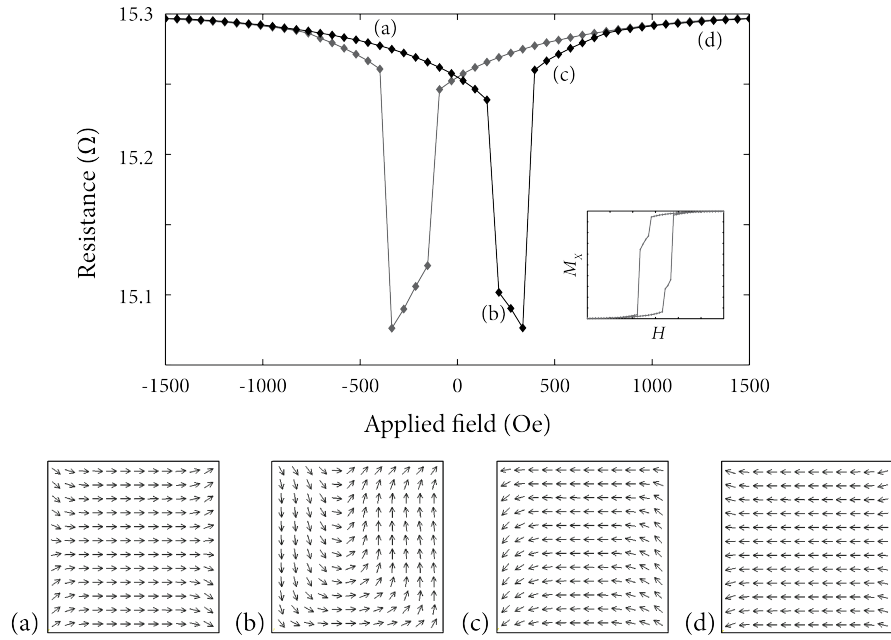 15.3
(a)
(d)
(c)
15.2
Resistance (Ω)
M_x
15.1
(b)
H
-1500 -1000 -500 0 500 1000 1500
Applied field (Oe)
(a) (b) (c) (d)